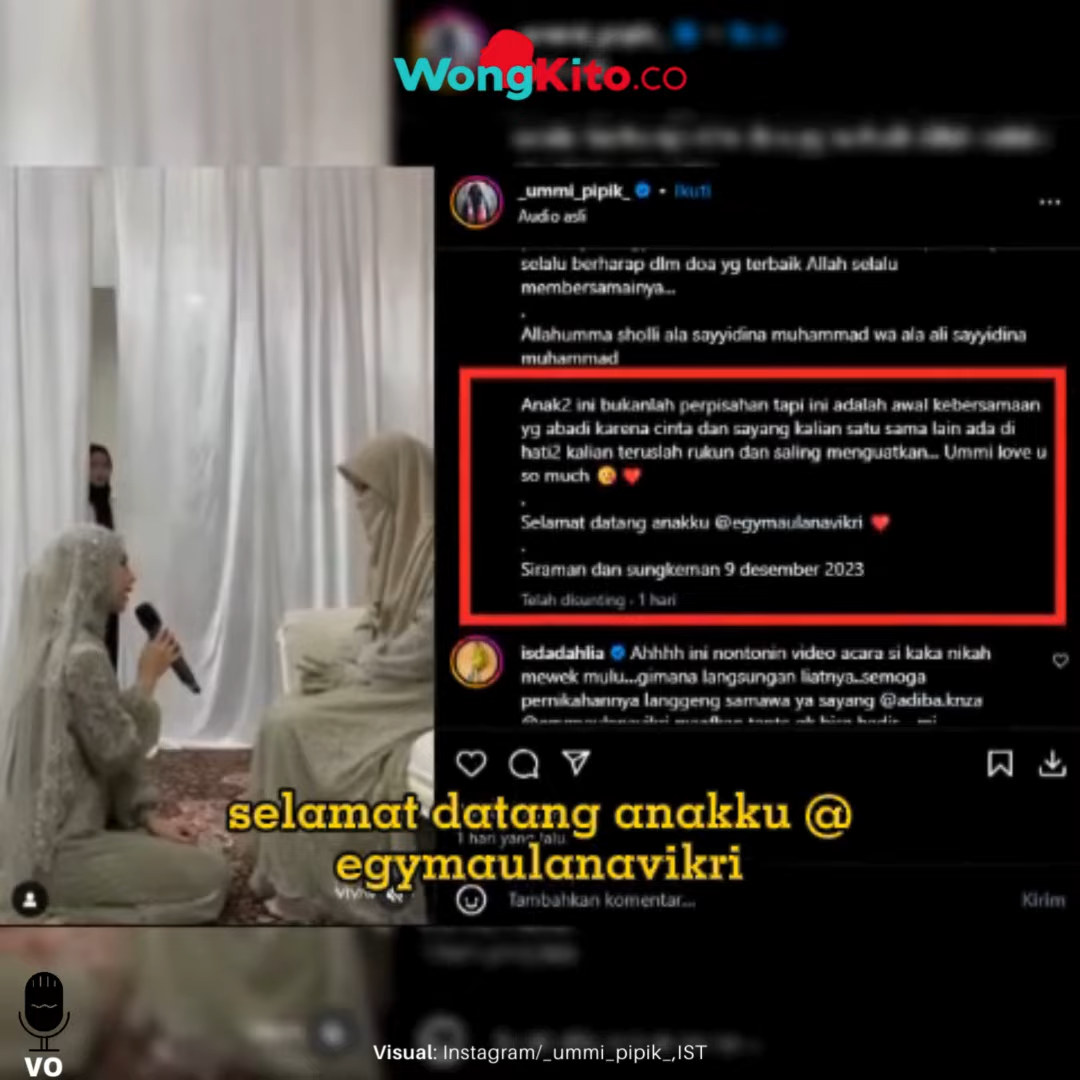 WongKito.co
_ummi_pipik_ • Ikuti
Audio asli
selalu berharap dlm doa yg terbaik Allah selalu
membersamainya...
.
Allahumma sholli ala sayyidina muhammad wa ala ali sayyidina
muhammad
Anak2 ini bukanlah perpisahan tapi ini adalah awal kebersamaan
yg abadi karena cinta dan sayang kalian satu sama lain ada di
hati2 kalian teruslah rukun dan saling menguatkan... Ummi love u
so much 😘 ❤️
.
Selamat datang anakku @egymaulanavikri ❤️
.
Siraman dan sungkeman 9 desember 2023
Telah disunting · 1 hari
isdadahlia Ahhhh ini nontonin video acara si kaka nikah
mewek mulu...gimana langsungan liatnya..semoga
pernikahannya langgeng samawa ya sayang @adiba.knza
selamat datang anakku @
1 hari yang lalu
egymaulanavikri
Tambahkan komentar...
Kirim
VO
Visual: Instagram/_ummi_pipik_,IST